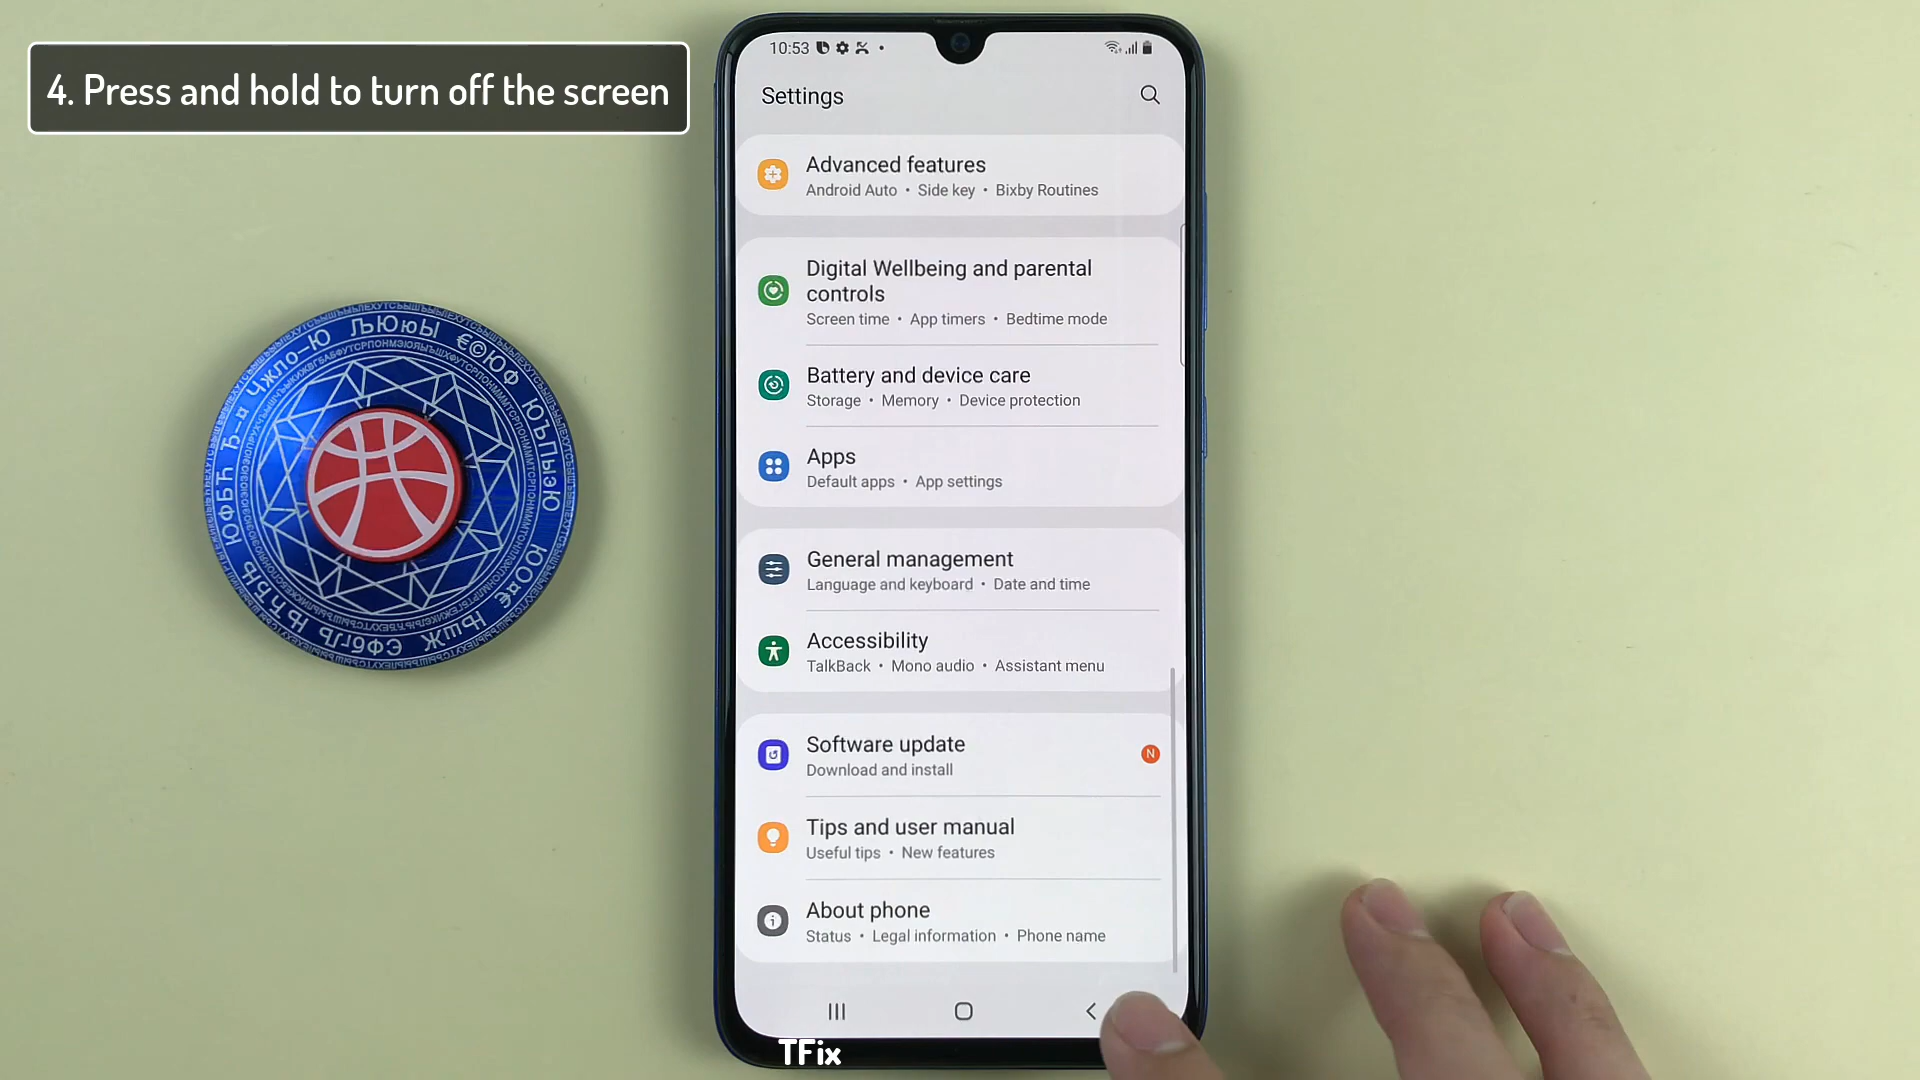 4. Press and hold to turn off the screen
10:53
Settings
Advanced features
Android Auto • Side key • Bixby Routines
Digital Wellbeing and parental
controls
Screen time • App timers • Bedtime mode
Battery and device care
Storage • Memory • Device protection
Apps
Default apps • App settings
General management
Language and keyboard • Date and time
Accessibility
TalkBack • Mono audio • Assistant menu
Software update
N
Download and install
Tips and user manual
Useful tips • New features
About phone
Status • Legal information • Phone name
TFix